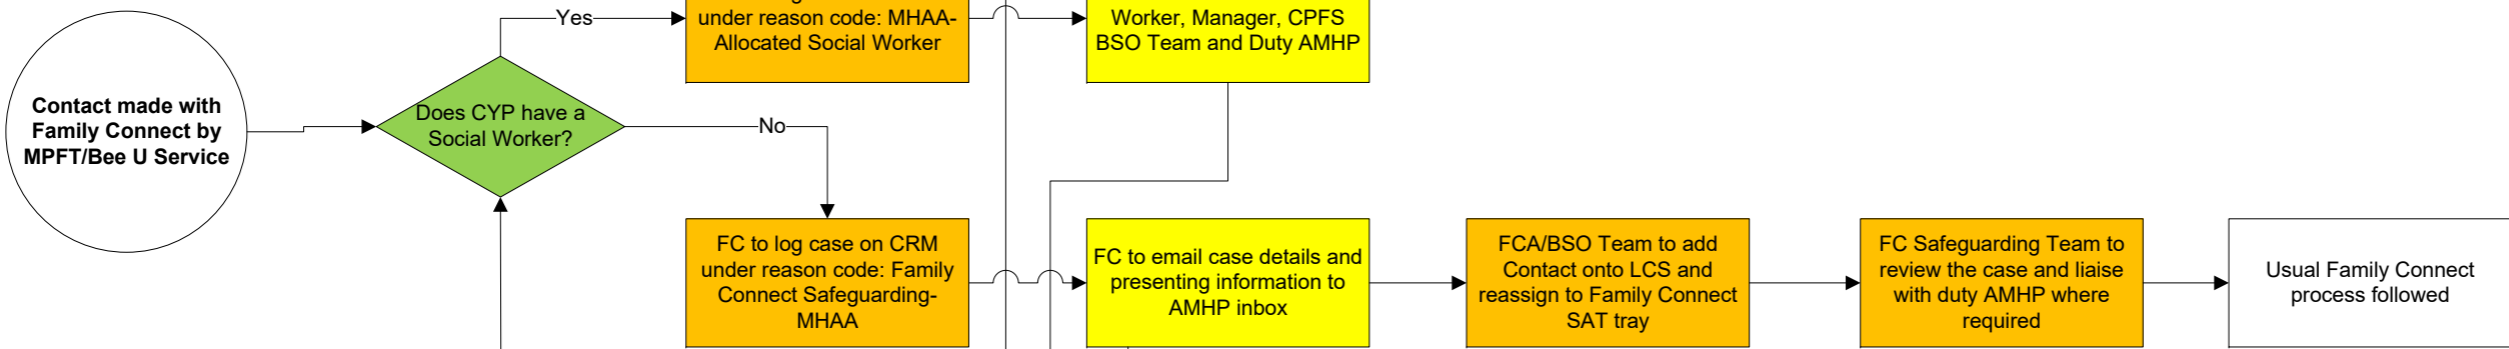 Contact made with
Family Connect by
MPFT/Bee U Service
Does CYP have a
Social Worker?
Yes
under reason code: MHAA-
Allocated Social Worker
Worker, Manager, CPFS
BSO Team and Duty AMHP
No
FC to log case on CRM
under reason code: Family
Connect Safeguarding-
MHAA
FC to email case details and
presenting information to
AMHP inbox
FCA/BSO Team to add
Contact onto LCS and
reassign to Family Connect
SAT tray
FC Safeguarding Team to
review the case and liaise
with duty AMHP where
required
Usual Family Connect
process followed